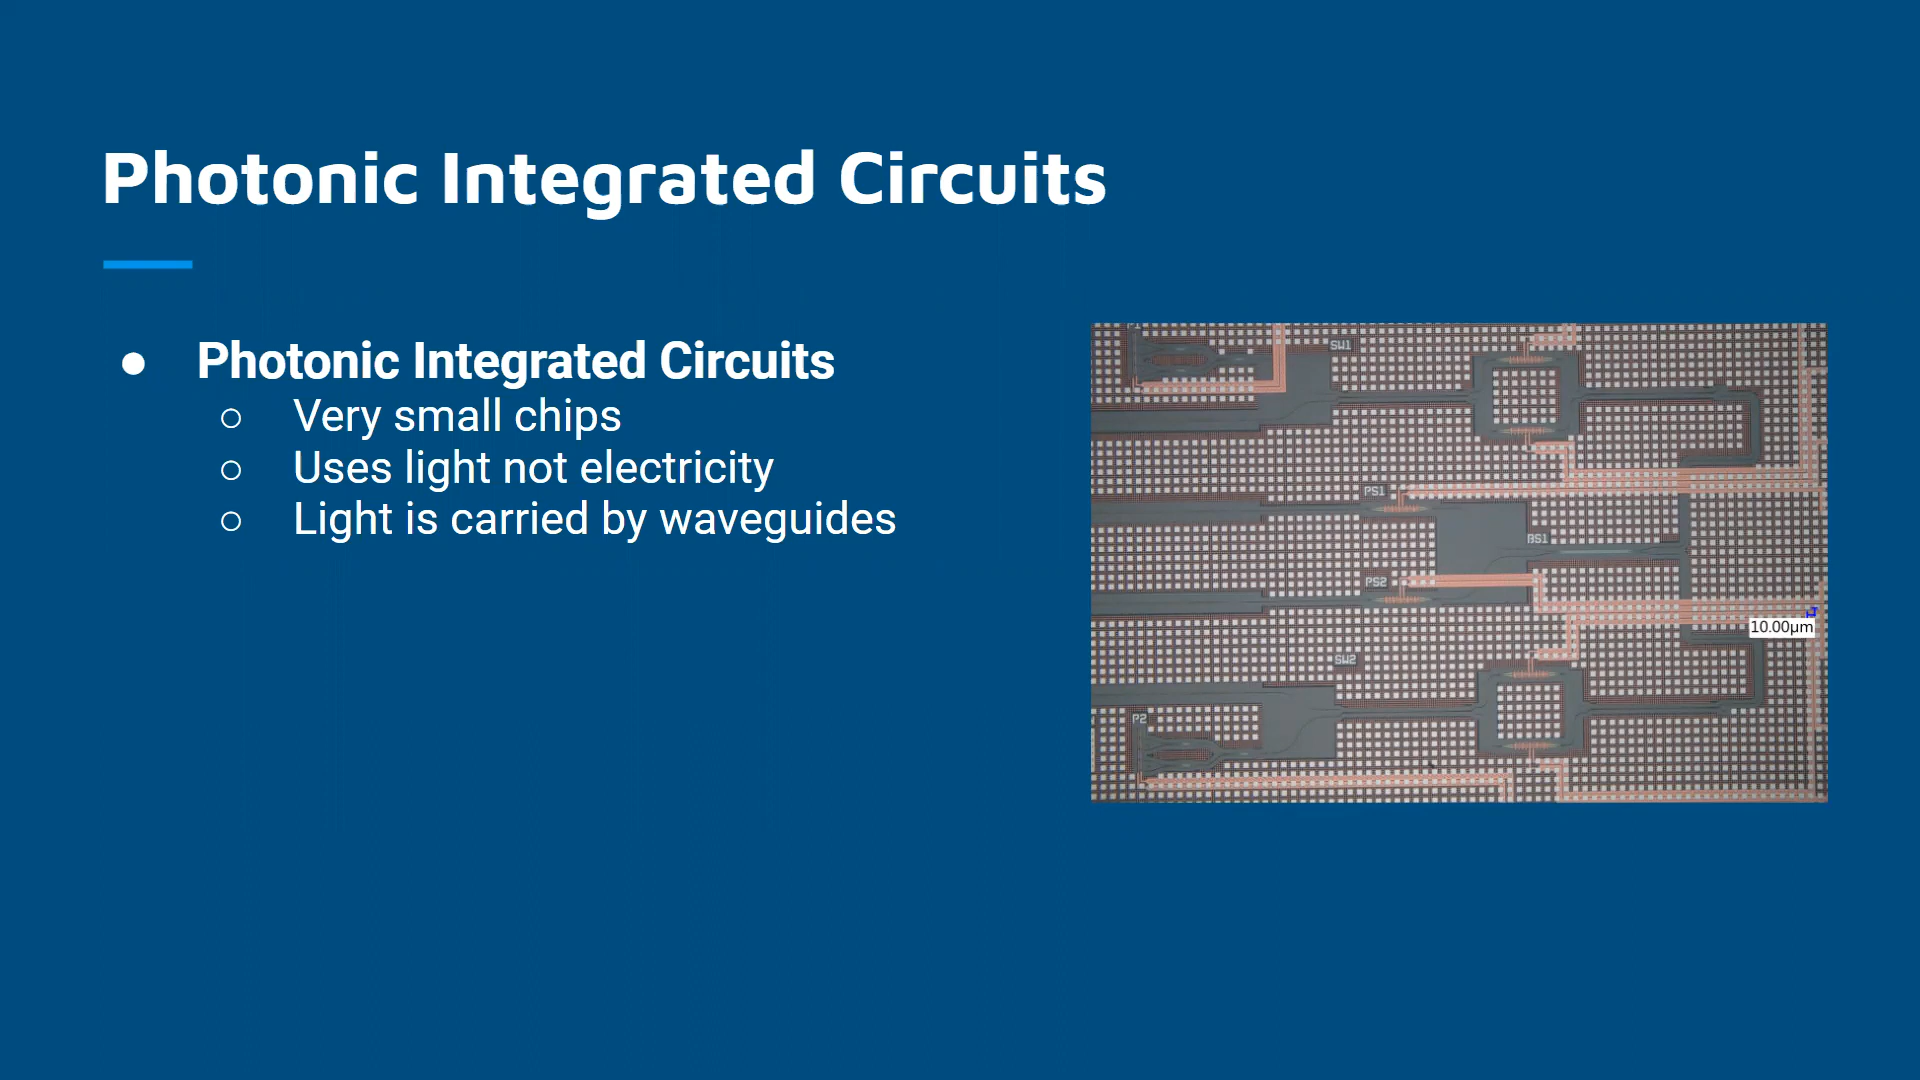 Photonic Integrated Circuits
● Photonic Integrated Circuits
○ Very small chips
○ Uses light not electricity
○ Light is carried by waveguides
SW1
PS1
BS1
PS2
10.00µm
SW2
P2